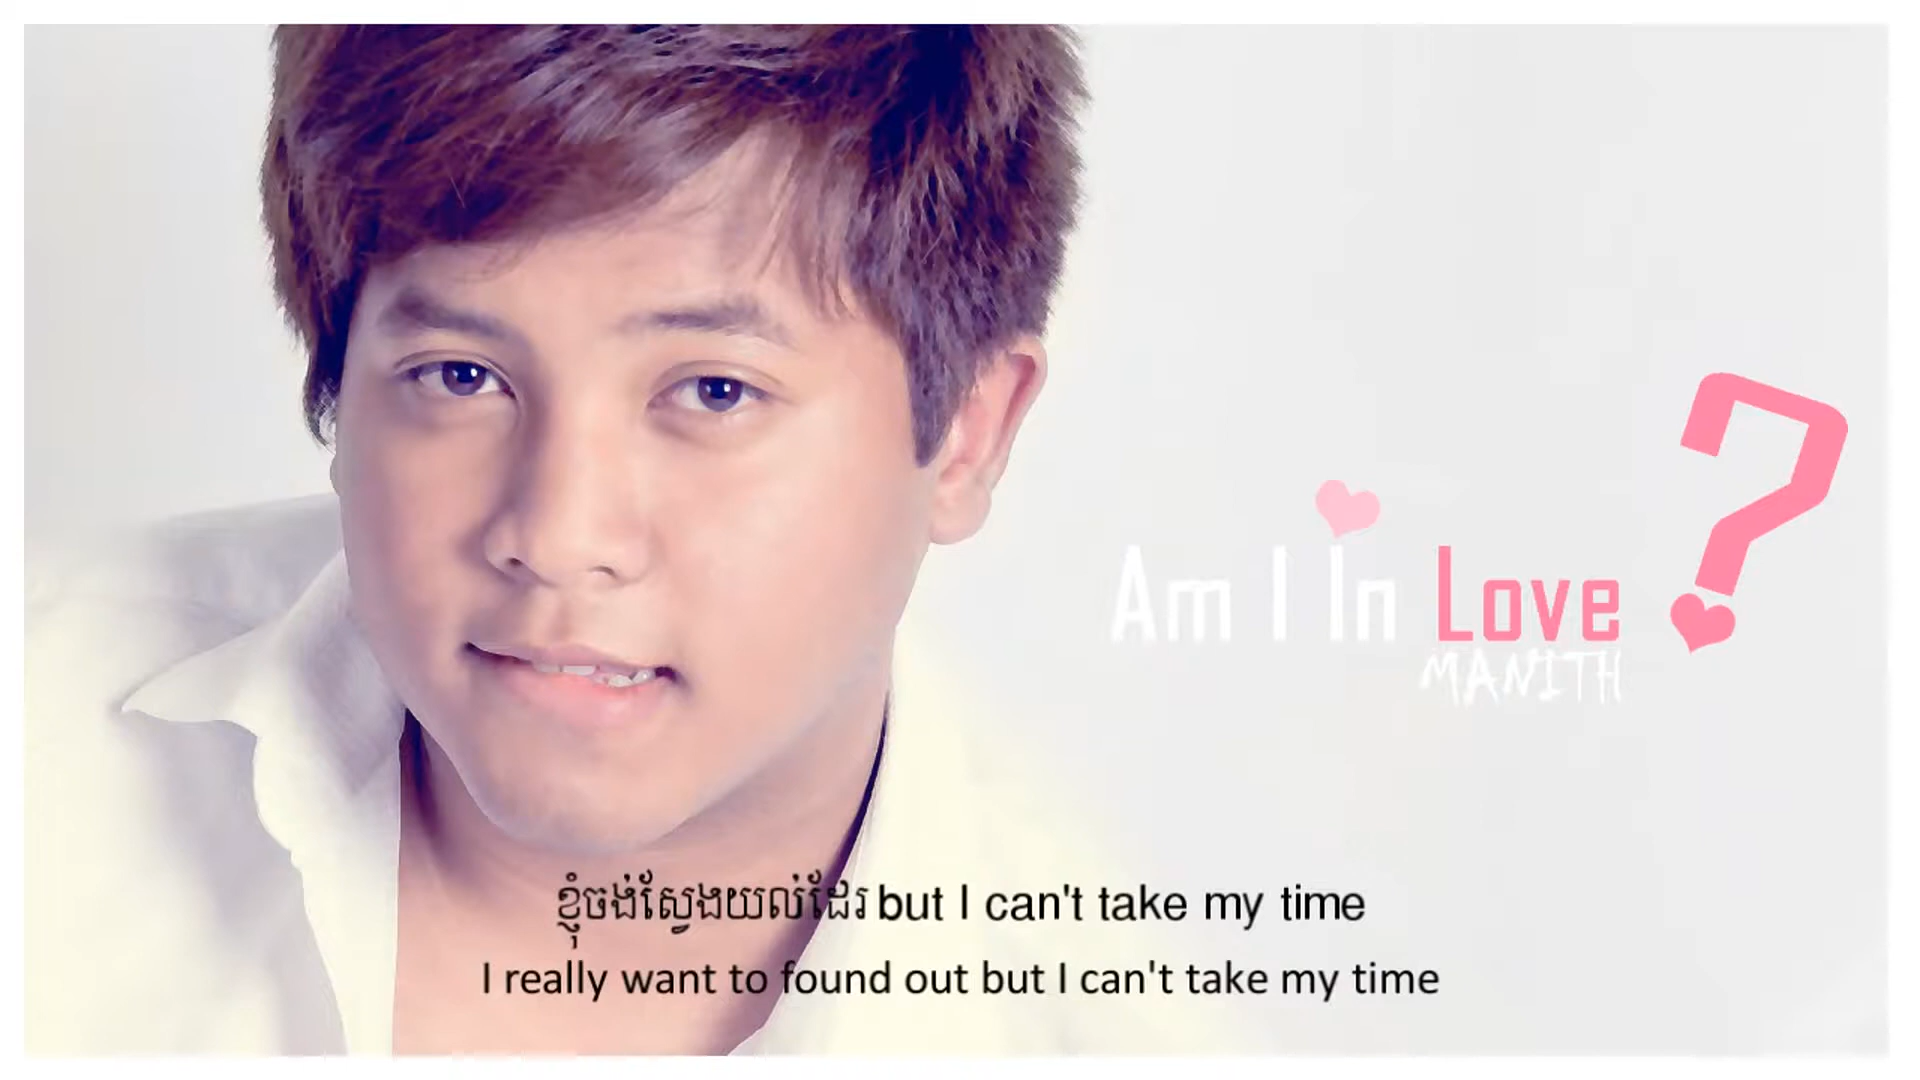 Am I In Love ?
MANITH
ខ្ញុំចង់ស្វែងយល់ដែរ but I can't take my time
I really want to found out but I can't take my time